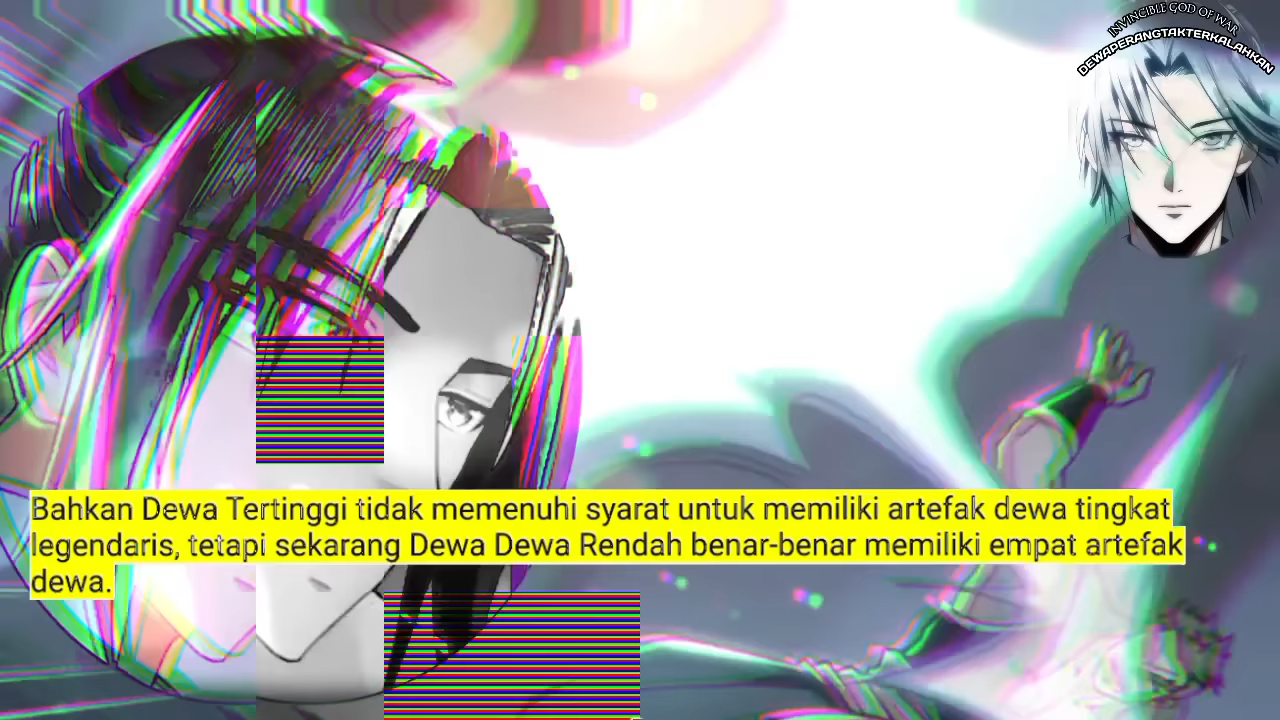 INVINCIBLE GOD OF WAR
DEWAPERANGTAKTERKALAHKAN
Bahkan Dewa Tertinggi tidak memenuhi syarat untuk memiliki artefak dewa tingkat
legendaris, tetapi sekarang Dewa Dewa Rendah benar-benar memiliki empat artefak
dewa.